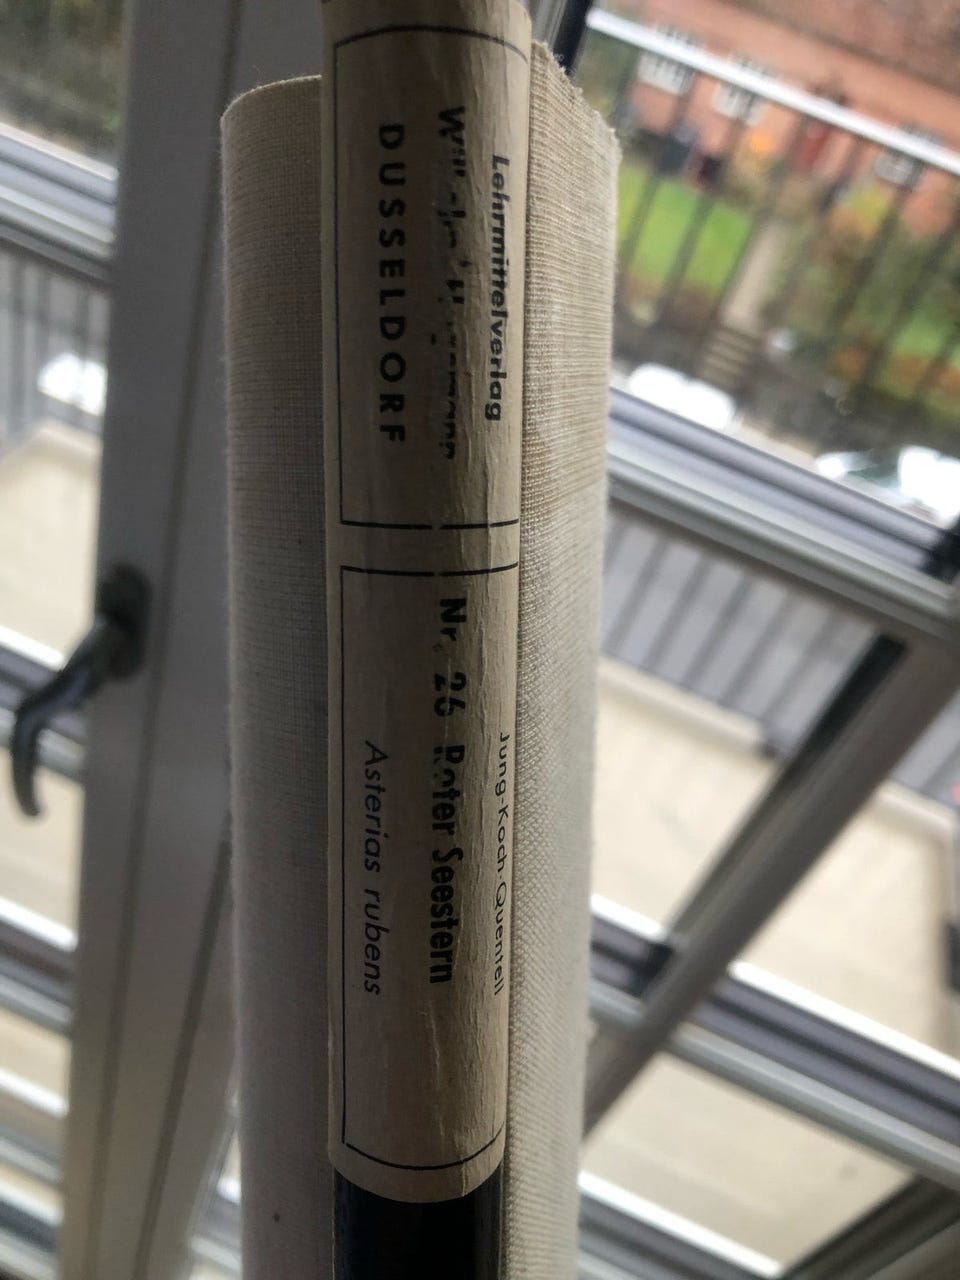 Lehrmittelverlag
DUSSELDORF
Jung-Koch-Quentell
Nr. 26 Roter Seestern
Asterias rubens